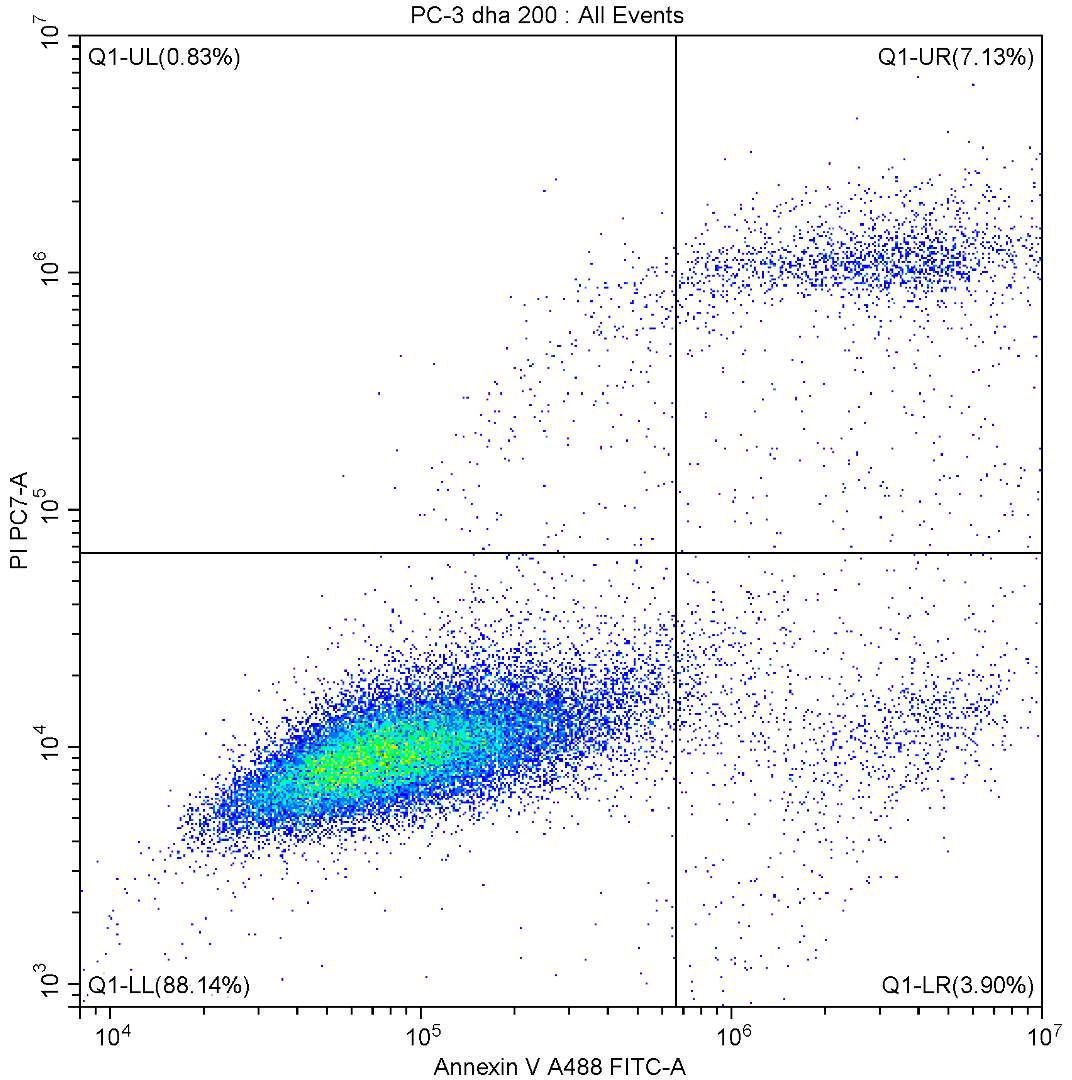 PC-3 dha 200 : All Events
Q1-UL(0.83%)
Q1-UR(7.13%)
Q1-LL(88.14%)
Q1-LR(3.90%)
PI PC7-A
10⁷
10⁶
10⁵
10⁴
10³
10⁴
10⁵
10⁶
10⁷
Annexin V A488 FITC-A